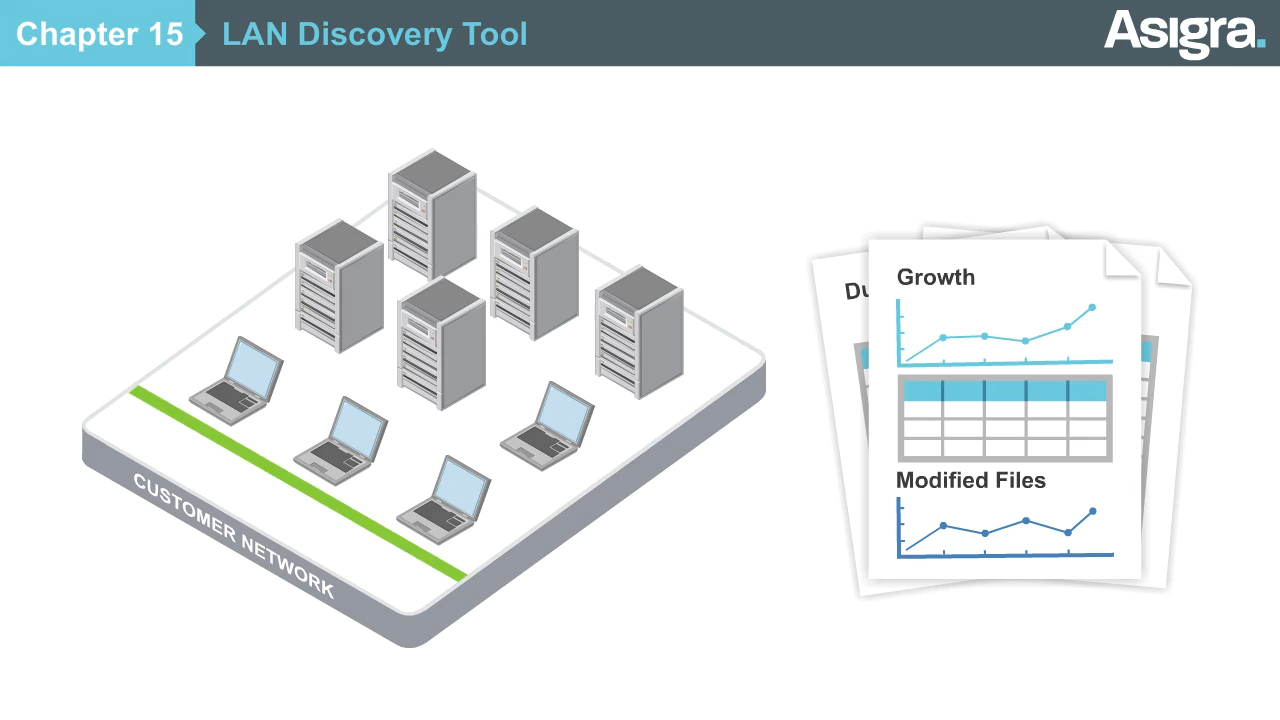 Chapter 15
LAN Discovery Tool
Asigra.
CUSTOMER NETWORK
Growth
Modified Files